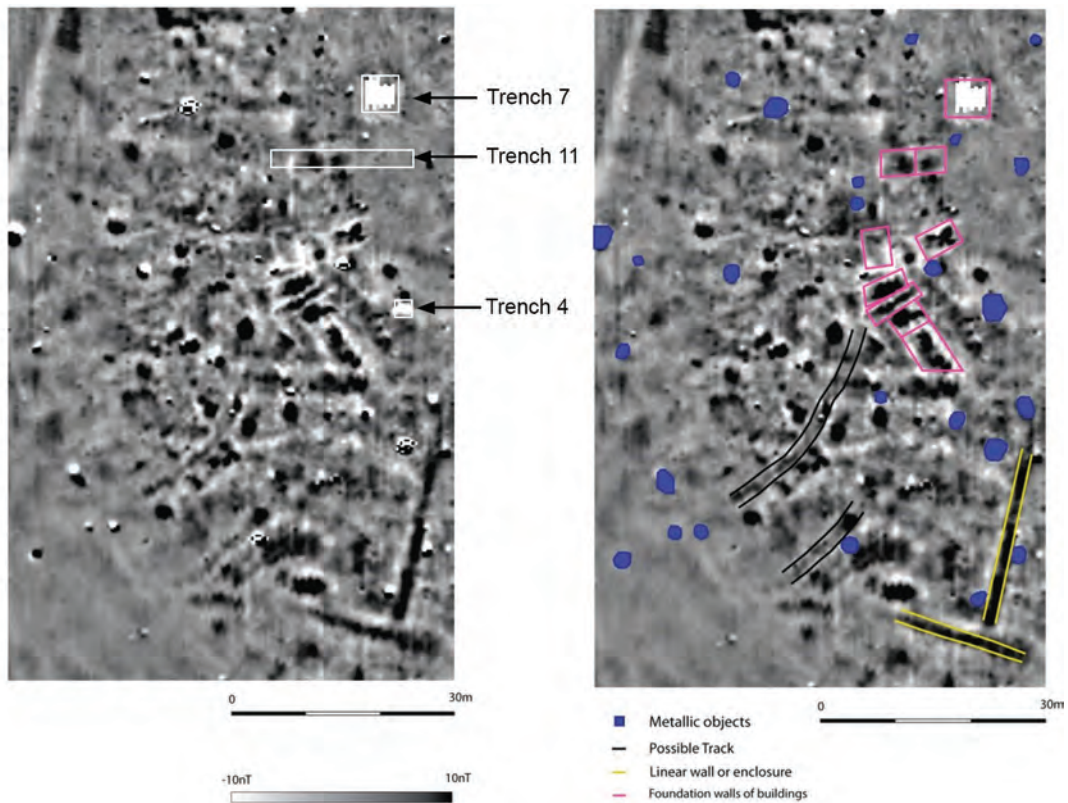 Trench 7
Trench 11
Trench 4
0 30m
-10nT 10nT
0 30m
Metallic objects
Possible Track
Linear wall or enclosure
Foundation walls of buildings